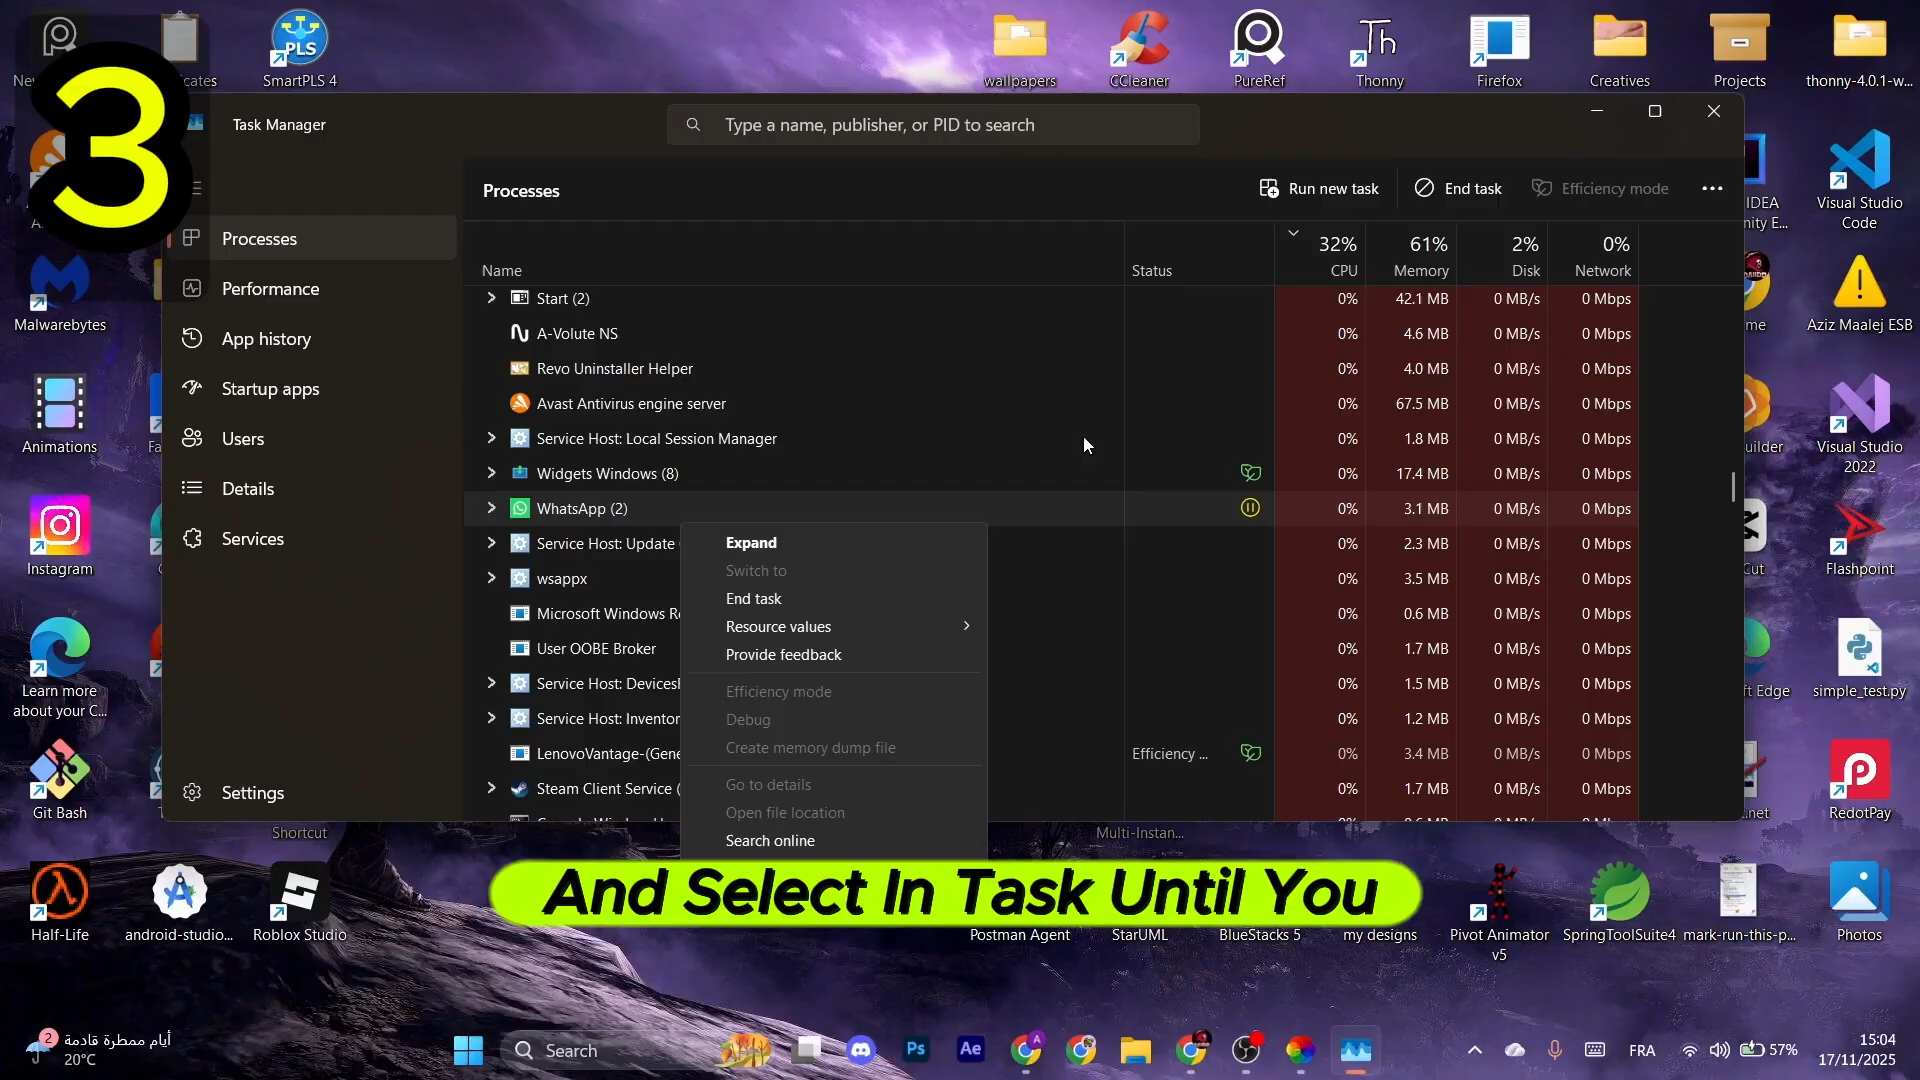 3
SmartPLS 4
wallpapers
CCleaner
PureRef
Thonny
Firefox
Creatives
Projects
thonny-4.0.1-w...
Task Manager
Type a name, publisher, or PID to search
Processes
Run new task
End task
Efficiency mode
Processes
Performance
App history
Startup apps
Users
Details
Services
Settings
Name
Status
32% CPU
61% Memory
2% Disk
0% Network
Start (2) 0% 42.1 MB 0 MB/s 0 Mbps
A-Volute NS 0% 4.6 MB 0 MB/s 0 Mbps
Revo Uninstaller Helper 0% 4.0 MB 0 MB/s 0 Mbps
Avast Antivirus engine server 0% 67.5 MB 0 MB/s 0 Mbps
Service Host: Local Session Manager 0% 1.8 MB 0 MB/s 0 Mbps
Widgets Windows (8) 0% 17.4 MB 0 MB/s 0 Mbps
WhatsApp (2) 0% 3.1 MB 0 MB/s 0 Mbps
Service Host: Update 0% 2.3 MB 0 MB/s 0 Mbps
wsappx 0% 3.5 MB 0 MB/s 0 Mbps
Microsoft Windows 0% 0.6 MB 0 MB/s 0 Mbps
User OOBE Broker 0% 1.7 MB 0 MB/s 0 Mbps
Service Host: 0% 1.5 MB 0 MB/s 0 Mbps
Service Host: Inventor 0% 1.2 MB 0 MB/s 0 Mbps
LenovoVantage-(Gene Efficiency ... 0% 3.4 MB 0 MB/s 0 Mbps
Steam Client Service ( 0% 1.7 MB 0 MB/s 0 Mbps
Expand
Switch to
End task
Resource values
Provide feedback
Efficiency mode
Debug
Create memory dump file
Go to details
Open file location
Search online
Malwarebytes
Animations
Instagram
Learn more
about your C...
Git Bash
Shortcut
Multi-Instan...
IDEA
Visual Studio
Code
Aziz Maalej ESB
Visual Studio
2022
Flashpoint
simple_test.py
RedotPay
And Select In Task Until You
Half-Life
android-studio...
Roblox Studio
Postman Agent
StarUML
BlueStacks 5
my designs
Pivot Animator
v5
SpringToolSuite4
mark-run-this-p...
Photos
2
أيام ممطرة قادمة
20°C
Search
Ps
Ae
FRA
57%
15:04
17/11/2025